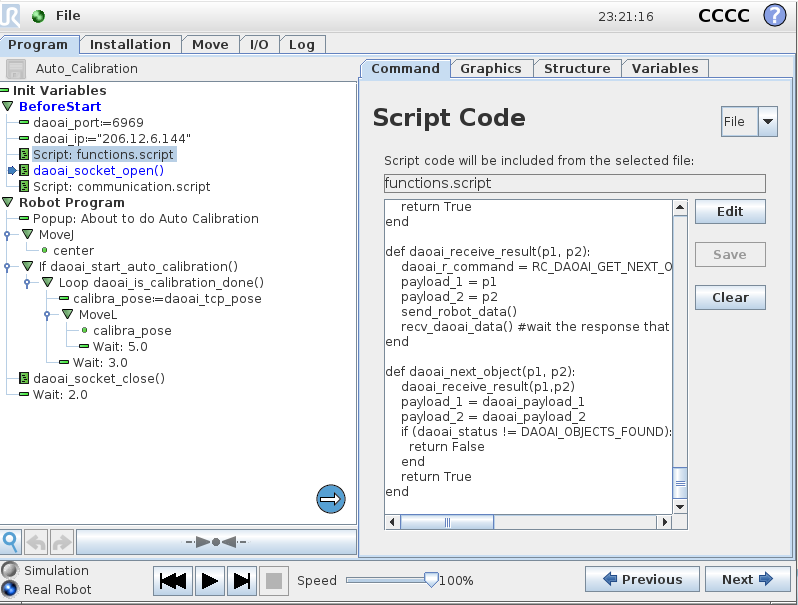 File
23:21:16
CCCC
?
Program
Installation
Move
I/O
Log
Auto_Calibration
Init Variables
BeforeStart
daoai_port:=6969
daoai_ip:="206.12.6.144"
Script: functions.script
daoai_socket_open()
Script: communication.script
Robot Program
Popup: About to do Auto Calibration
MoveJ
center
If daoai_start_auto_calibration()
Loop daoai_is_calibration_done()
calibra_pose:=daoai_tcp_pose
MoveL
calibra_pose
Wait: 5.0
Wait: 3.0
daoai_socket_close()
Wait: 2.0
Command
Graphics
Structure
Variables
Script Code
File
Script code will be included from the selected file:
functions.script
return True
end
def daoai_receive_result(p1, p2):
daoai_r_command = RC_DAOAI_GET_NEXT_O
payload_1 = p1
payload_2 = p2
send_robot_data()
recv_daoai_data() #wait the response that
end
def daoai_next_object(p1, p2):
daoai_receive_result(p1,p2)
payload_1 = daoai_payload_1
payload_2 = daoai_payload_2
if (daoai_status != DAOAI_OBJECTS_FOUND):
return False
end
return True
end
Edit
Save
Clear
Simulation
Real Robot
Speed
100%
Previous
Next